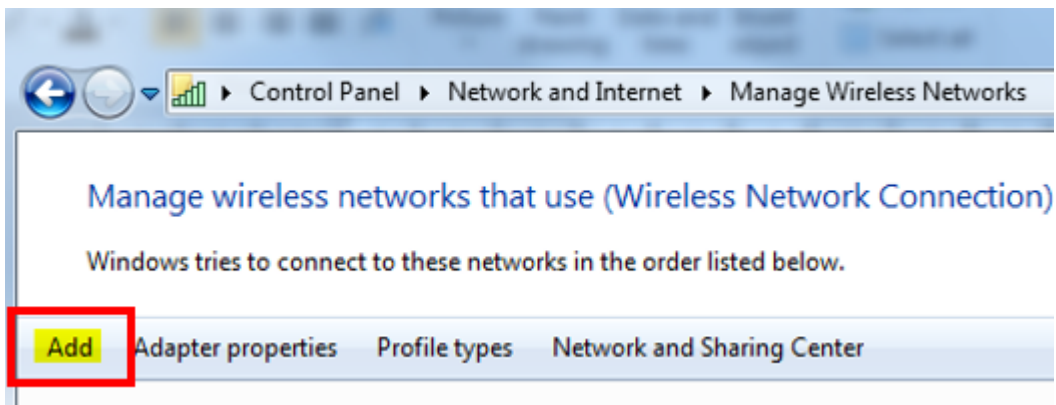 Control Panel Network and Internet Manage Wireless Networks
Manage wireless networks that use (Wireless Network Connection)
Windows tries to connect to these networks in the order listed below.
Add Adapter properties Profile types Network and Sharing Center